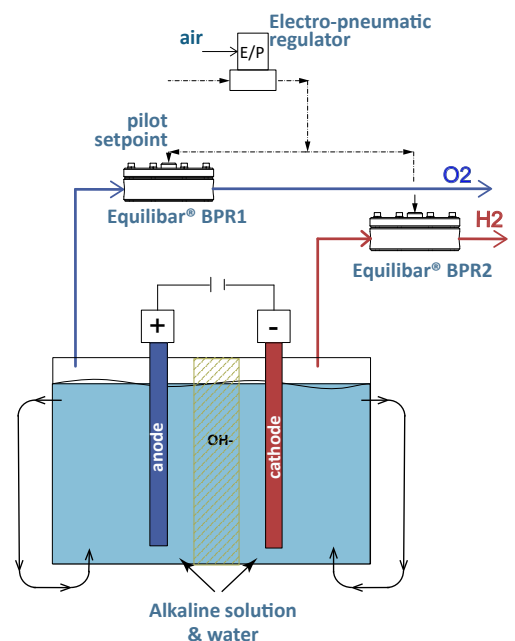 Electro-pneumatic
regulator
air
E/P
pilot
setpoint
O2
Equilibar® BPR1
H2
Equilibar® BPR2
+
-
anode
OH-
cathode
Alkaline solution
& water